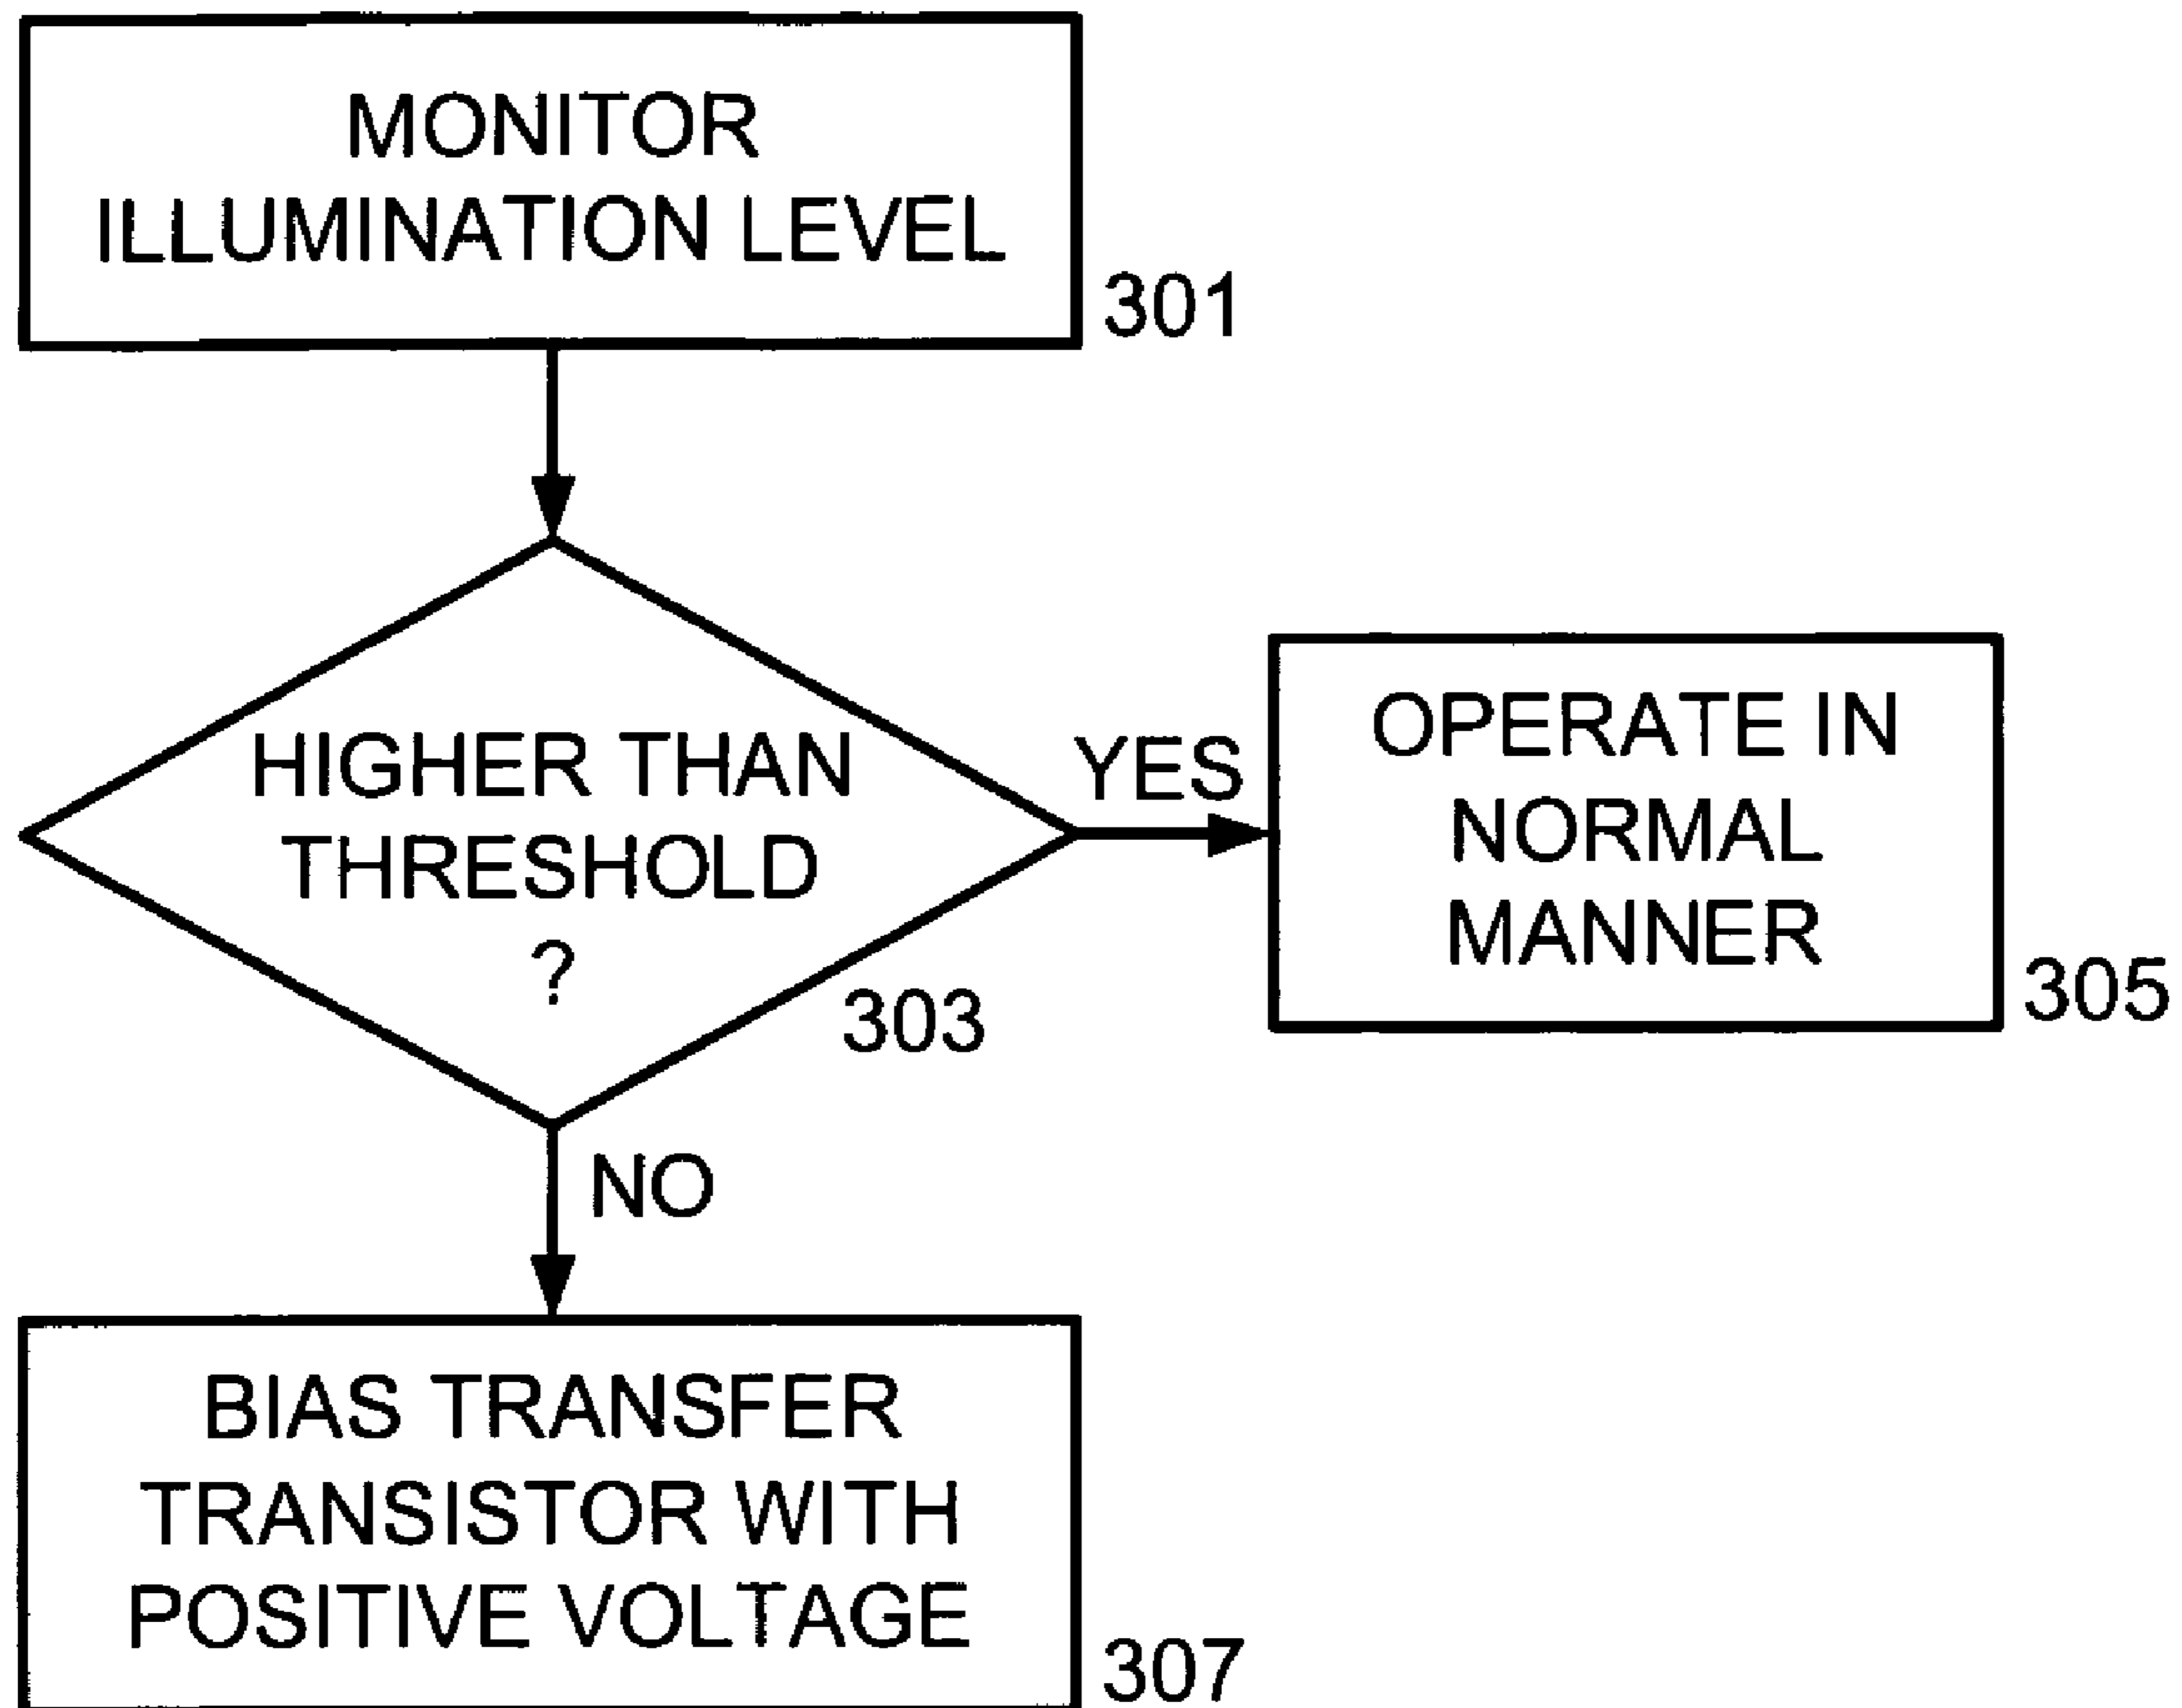 MONITOR
ILLUMINATION LEVEL
301
HIGHER THAN
THRESHOLD
?
303
YES
OPERATE IN
NORMAL
MANNER
305
NO
BIAS TRANSFER
TRANSISTOR WITH
POSITIVE VOLTAGE
307